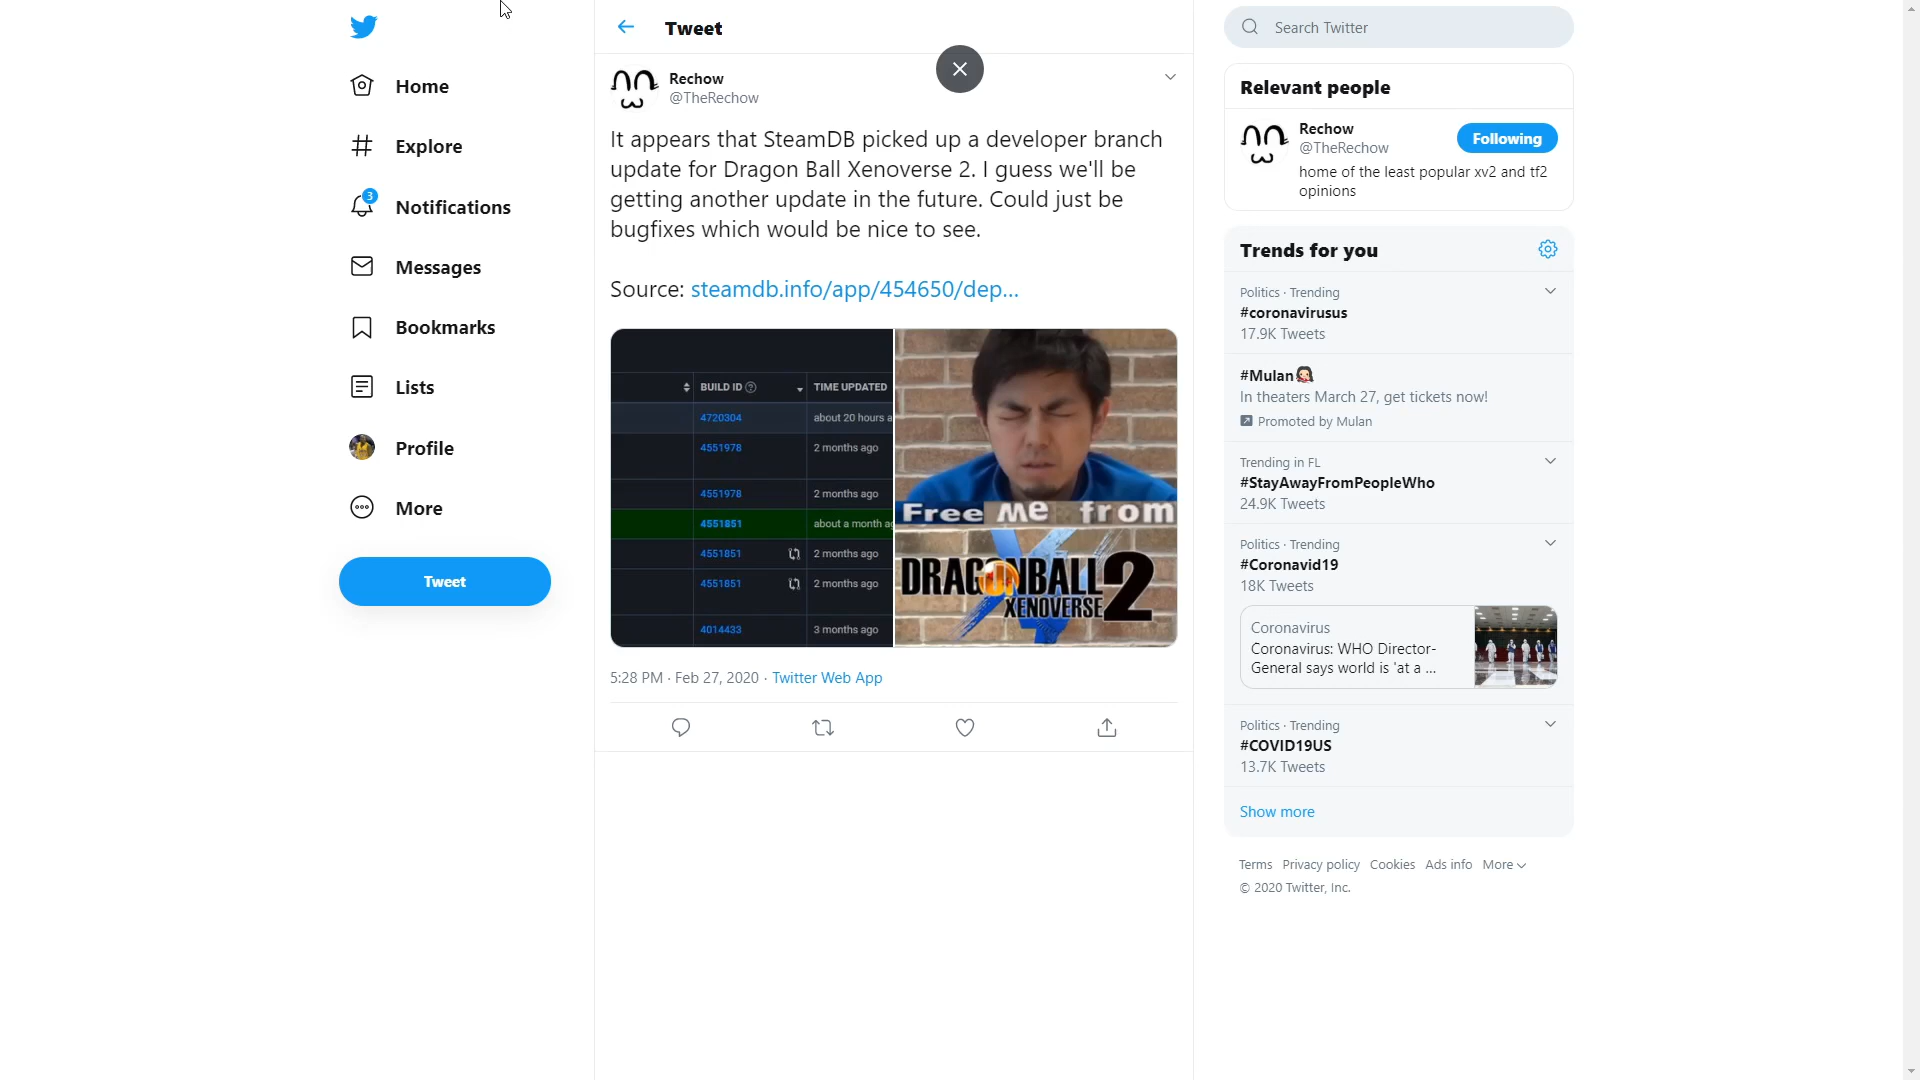 Home
Explore
3
Notifications
Messages
Bookmarks
Lists
Profile
More
Tweet
Tweet
Rechow
@TheRechow
It appears that SteamDB picked up a developer branch
update for Dragon Ball Xenoverse 2. I guess we'll be
getting another update in the future. Could just be
bugfixes which would be nice to see.
Source: steamdb.info/app/454650/dep...
BUILD ID TIME UPDATED
4720304 about 20 hours a
4551978 2 months ago
4551978 2 months ago
4551851 about a month ag
4551851 2 months ago
4551851 2 months ago
4014433 3 months ago
Free Me from
DRAGONBALL
XENOVERSE 2
5:28 PM · Feb 27, 2020 · Twitter Web App
Search Twitter
Relevant people
Rechow
@TheRechow
Following
home of the least popular xv2 and tf2
opinions
Trends for you
Politics · Trending
#coronavirusus
17.9K Tweets
#Mulan
In theaters March 27, get tickets now!
Promoted by Mulan
Trending in FL
#StayAwayFromPeopleWho
24.9K Tweets
Politics · Trending
#Coronavid19
18K Tweets
Coronavirus
Coronavirus: WHO Director-
General says world is 'at a ...
Politics · Trending
#COVID19US
13.7K Tweets
Show more
Terms Privacy policy Cookies Ads info More
© 2020 Twitter, Inc.